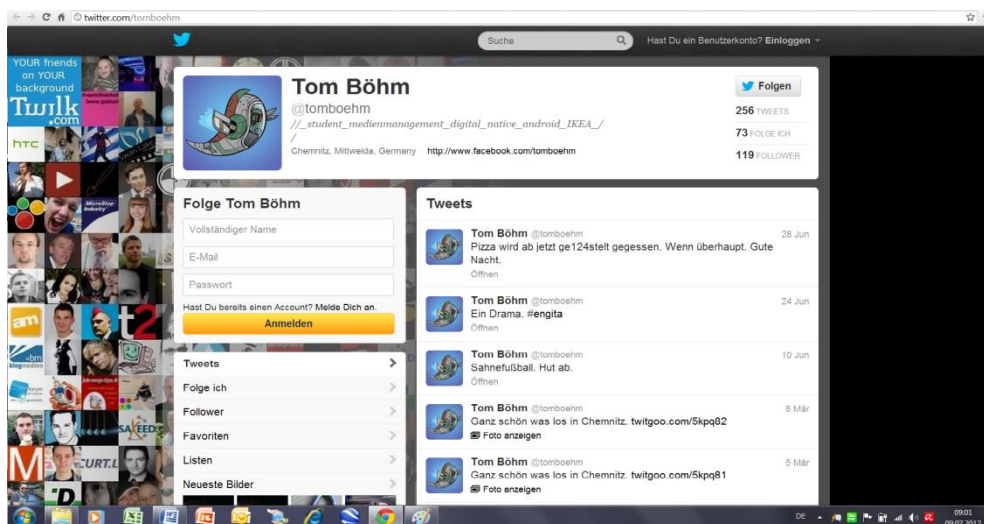 twitter.com/tomboehm
Suche
Hast Du ein Benutzerkonto? Einloggen
YOUR friends
on YOUR
background
Twilk
.com
htc
Tom Böhm
@tomboehm
//_student_medienmanagement_digital_native_android_IKEA_/
/
Chemnitz, Mittweida, Germany http://www.facebook.com/tomboehm
Folgen
256 TWEETS
73 FOLGE ICH
119 FOLLOWER
Folge Tom Böhm
Vollständiger Name
E-Mail
Passwort
Hast Du bereits einen Account? Melde Dich an.
Anmelden
Tweets
Folge ich
Follower
Favoriten
Listen
Neueste Bilder
Tweets
Tom Böhm @tomboehm 28 Jun
Pizza wird ab jetzt ge124stelt gegessen. Wenn überhaupt. Gute
Nacht.
Öffnen
Tom Böhm @tomboehm 24 Jun
Ein Drama. #engita
Öffnen
Tom Böhm @tomboehm 10 Jun
Sahnefußball. Hut ab.
Öffnen
Tom Böhm @tomboehm 5 Mär
Ganz schön was los in Chemnitz. twitgoo.com/5kpq82
Foto anzeigen
Tom Böhm @tomboehm 5 Mär
Ganz schön was los in Chemnitz. twitgoo.com/5kpq81
Foto anzeigen
am
t2
DE
09:01
09.07.2012